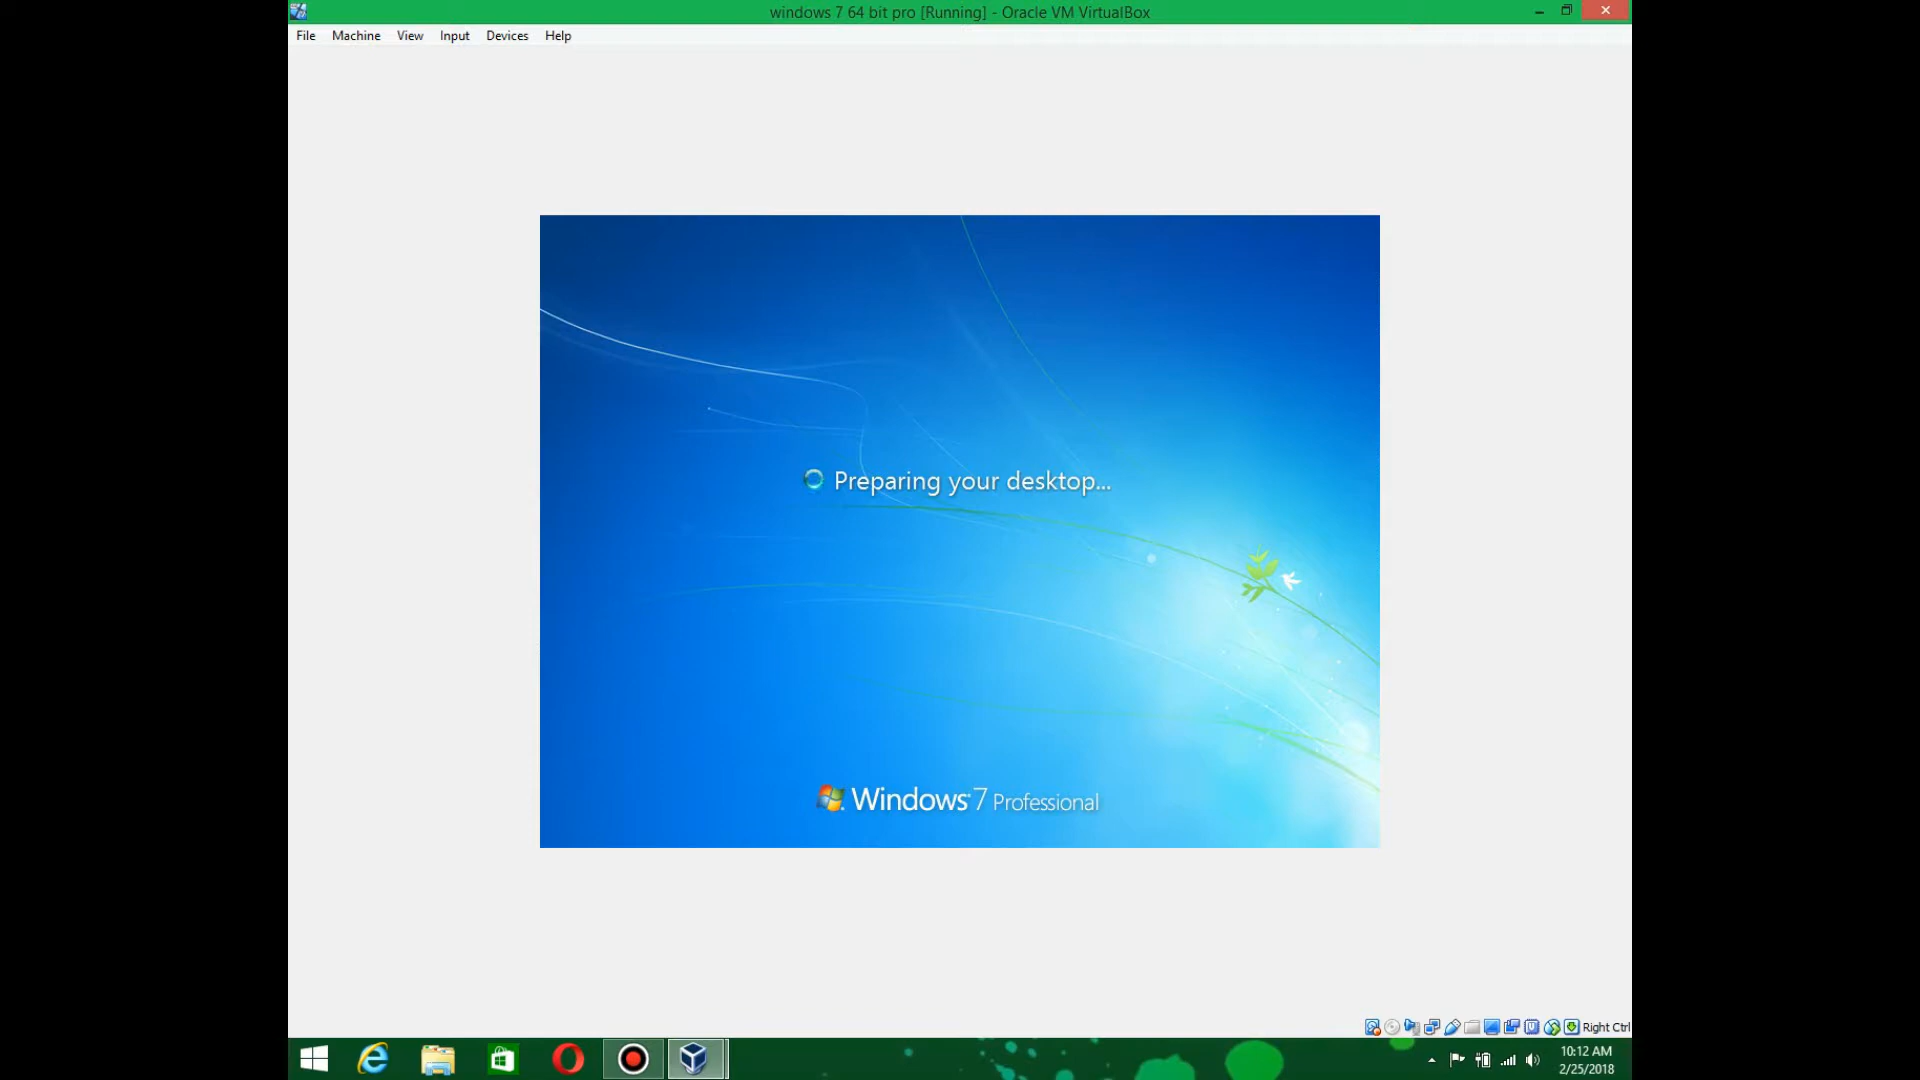 windows 7 64 bit pro [Running] - Oracle VM VirtualBox
File Machine View Input Devices Help
Preparing your desktop...
Windows 7 Professional
Right Ctrl
10:12 AM
2/25/2018